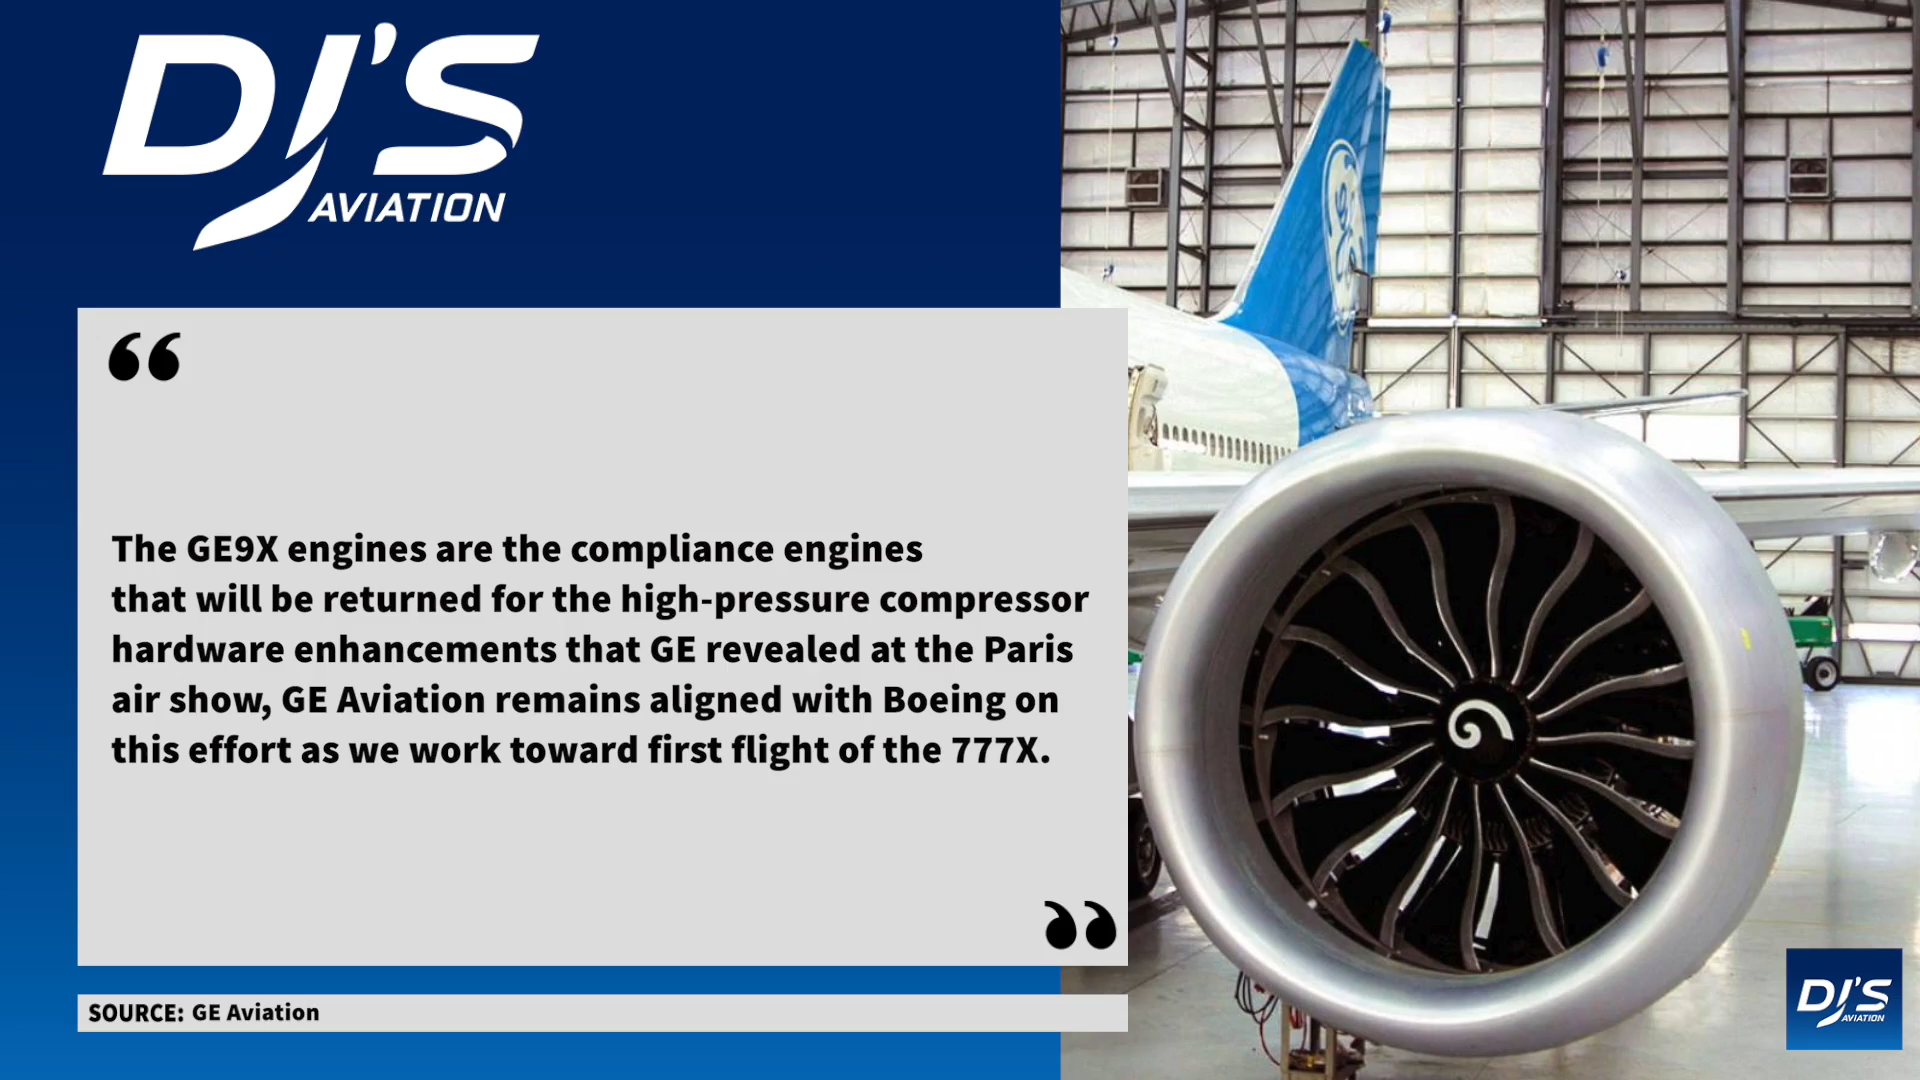 DJ'S
AVIATION
“
The GE9X engines are the compliance engines
that will be returned for the high-pressure compressor
hardware enhancements that GE revealed at the Paris
air show, GE Aviation remains aligned with Boeing on
this effort as we work toward first flight of the 777X.
”
SOURCE: GE Aviation
GE
DJ'S
AVIATION